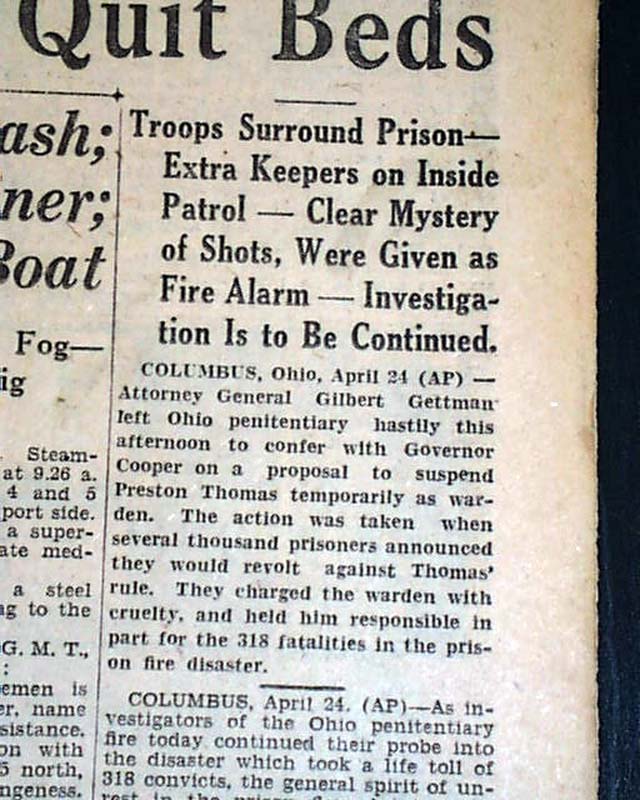 Quit Beds
ash;
ner;
Boat
Fog—
ig
. Steam-
at 9.26 a.
4 and 5
port side.
a super-
ate med-
a steel
ag to the
G. M. T.,
:
emen is
er, name
sistance.
on with
5 north,
ngeness.
Troops Surround Prison—
Extra Keepers on Inside
Patrol — Clear Mystery
of Shots, Were Given as
Fire Alarm — Investiga-
tion Is to Be Continued.
COLUMBUS, Ohio, April 24 (AP) —
Attorney General Gilbert Gettman
left Ohio penitentiary hastily this
afternoon to confer with Governor
Cooper on a proposal to suspend
Preston Thomas temporarily as war-
den. The action was taken when
several thousand prisoners announced
they would revolt against Thomas'
rule. They charged the warden with
cruelty, and held him responsible in
part for the 318 fatalities in the pris-
on fire disaster.
COLUMBUS, April 24. (AP)—As in-
vestigators of the Ohio penitentiary
fire today continued their probe into
the disaster which took a life toll of
318 convicts, the general spirit of un-
rest in the prison